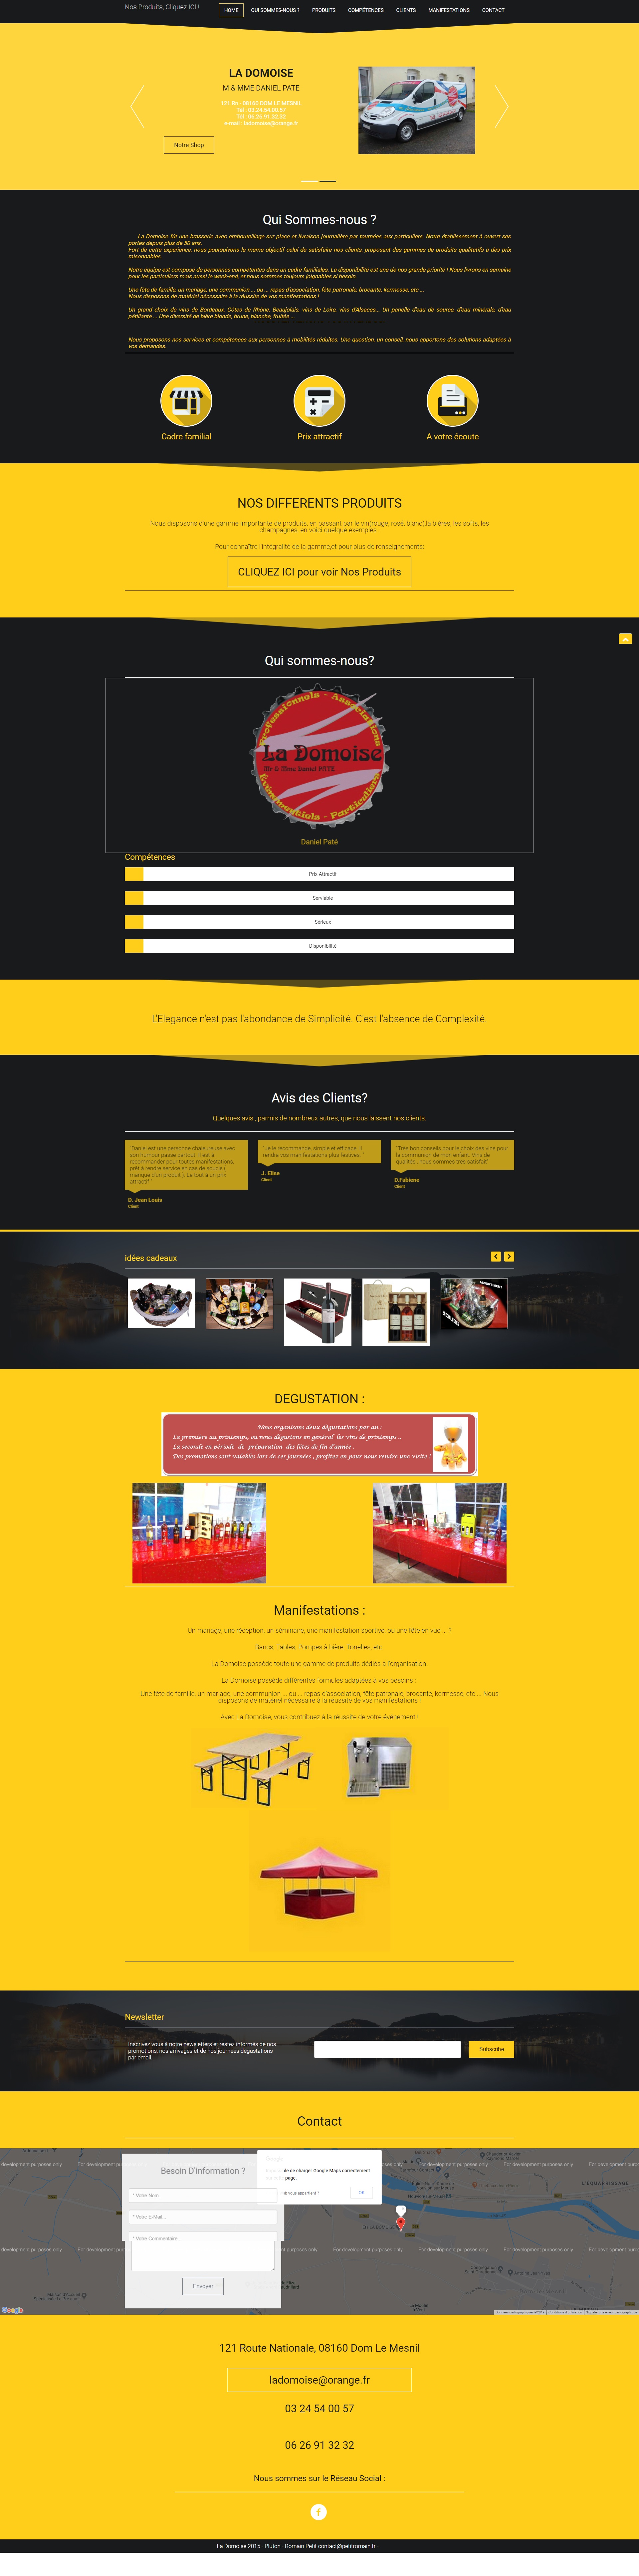 Nos Produits, Cliquez ICI !
HOME QUI SOMMES-NOUS ? PRODUITS COMPÉTENCES CLIENTS MANIFESTATIONS CONTACT
LA DOMOISE
M & MME DANIEL PATE
121 Rn - 08160 DOM LE MESNIL
Tél : 03.24.54.00.57
Tél : 06.26.91.32.32
e-mail : ladomoise@orange.fr
Notre Shop
Qui Sommes-nous ?
La Domoise fût une brasserie avec embouteillage sur place et livraison journalière par tournées aux particuliers. Notre établissement à ouvert ses
portes depuis plus de 50 ans.
Fort de cette expérience, nous poursuivons le même objectif celui de satisfaire nos clients, proposant des gammes de produits qualitatifs à des prix
raisonnables.
Notre équipe est composé de personnes compétentes dans un cadre familiales. La disponibilité est une de nos grande priorité ! Nous livrons en semaine
pour les particuliers mais aussi le week-end, et nous sommes toujours joignables si besoin.
Une fête de famille, un mariage, une communion ... ou ... repas d'association, fête patronale, brocante, kermesse, etc ...
Nous disposons de matériel nécessaire à la réussite de vos manifestations !
Un grand choix de vins de Bordeaux, Côtes de Rhône, Beaujolais, vins de Loire, vins d'Alsaces... Un panelle d'eau de source, d'eau minérale, d'eau
pétillante ... Une diversité de bière blonde, brune, blanche, fruitée ...
Nous proposons nos services et compétences aux personnes à mobilités réduites. Une question, un conseil, nous apportons des solutions adaptées à
vos demandes.
Cadre familial
Prix attractif
A votre écoute
NOS DIFFERENTS PRODUITS
Nous disposons d'une gamme importante de produits, en passant par le vin(rouge, rosé, blanc),la bières, les softs, les
champagnes, en voici quelque exemples :
Pour connaître l'intégralité de la gamme,et pour plus de renseignements:
CLIQUEZ ICI pour voir Nos Produits
Qui sommes-nous?
Professionnels - Associations
La Domoise
Mr & Mme Daniel PATE
Evénementiels - Particuliers
Daniel Paté
Compétences
Prix Attractif
Serviable
Sérieux
Disponibilité
L'Elegance n'est pas l'abondance de Simplicité. C'est l'absence de Complexité.
Avis des Clients?
Quelques avis , parmis de nombreux autres, que nous laissent nos clients.
"Daniel est une personne chaleureuse avec
son humour passe partout. Il est à
recommander pour toutes manifestations,
prêt à rendre service en cas de soucis (
manque d'un produit ). Le tout à un prix
attractif "
D. Jean Louis
Client
"Je le recommande, simple et efficace. Il
rendra vos manifestations plus festives. "
J. Elise
Client
"Très bon conseils pour le choix des vins pour
la communion de mon enfant. Vins de
qualités...nous sommes très satisfait"
D.Fabiene
Client
idées cadeaux
DEGUSTATION :
Nous organisons deux dégustations par an :
La première au printemps, ou nous dégustons en général les vins de printemps ..
La seconde en période de préparation des fêtes de fin d'année .
Des promotions sont valables lors de ces journées , profitez en pour nous rendre une visite !
Manifestations :
Un mariage, une réception, un séminaire, une manifestation sportive, ou une fête en vue ... ?
Bancs, Tables, Pompes à bière, Tonelles, etc.
La Domoise possède toute une gamme de produits dédiés à l'organisation.
La Domoise possède différentes formules adaptées à vos besoins :
Une fête de famille, un mariage, une communion ... ou ... repas d'association, fête patronale, brocante, kermesse, etc ... Nous
disposons de matériel nécessaire à la réussite de vos manifestations !
Avec La Domoise, vous contribuez à la réussite de votre événement !
Newsletter
Inscrivez vous à notre newsletters et restez informés de nos
promotions, nos arrivages et de nos journées dégustations
par email.
Subscribe
Contact
Besoin D'information ?
* Votre Nom...
* Votre E-Mail...
* Votre Commentaire...
Envoyer
de de charger Google Maps correctement
page.
OK
For development purposes only
L'ÉQUARRISSAGE
Google
121 Route Nationale, 08160 Dom Le Mesnil
ladomoise@orange.fr
03 24 54 00 57
06 26 91 32 32
Nous sommes sur le Réseau Social :
La Domoise 2015 - Pluton - Romain Petit contact@petitromain.fr -